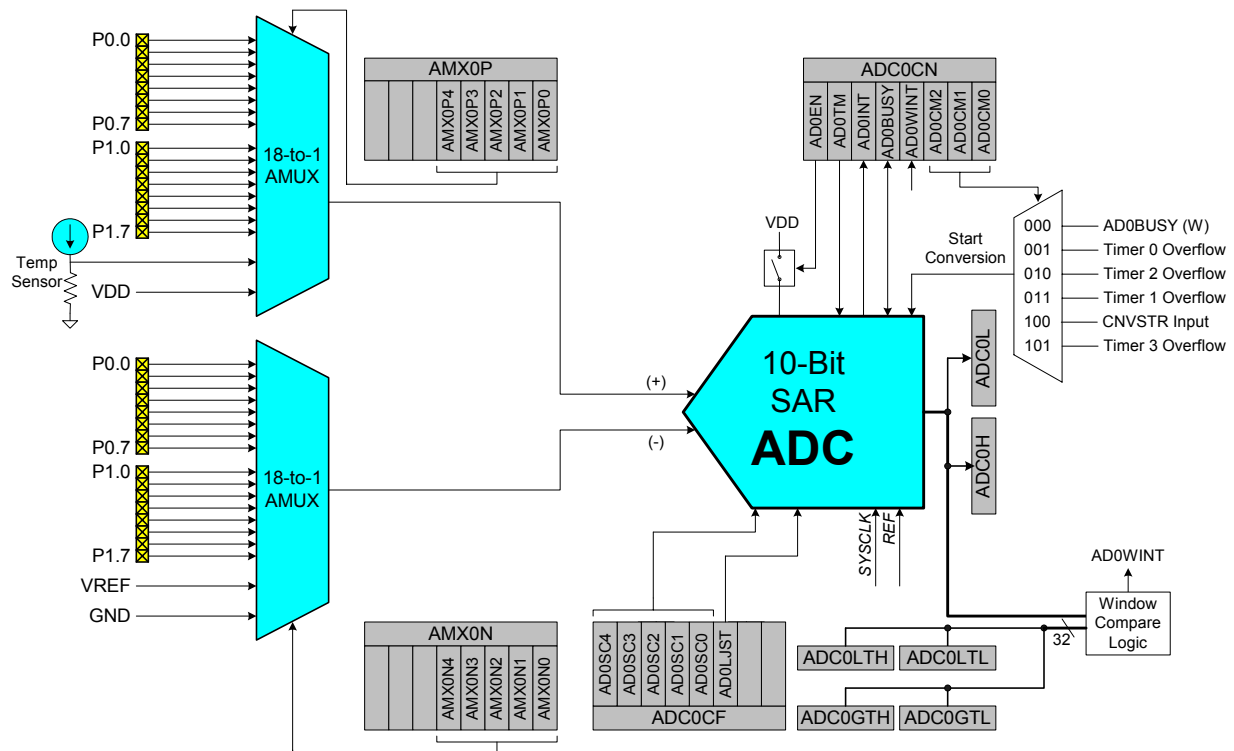 P0.0
P0.7
P1.0
P1.7
18-to-1
AMUX
Temp
Sensor
VDD
AMX0P
AMX0P4
AMX0P3
AMX0P2
AMX0P1
AMX0P0
ADC0CN
AD0EN
AD0TM
AD0INT
AD0BUSY
AD0WINT
AD0CM2
AD0CM1
AD0CM0
VDD
Start
Conversion
000 AD0BUSY (W)
001 Timer 0 Overflow
010 Timer 2 Overflow
011 Timer 1 Overflow
100 CNVSTR Input
101 Timer 3 Overflow
P0.0
P0.7
P1.0
P1.7
18-to-1
AMUX
VREF
GND
(+)
(-)
10-Bit
SAR
ADC
ADC0L
ADC0H
SYSCLK
REF
AD0WINT
Window
Compare
Logic
32
AMX0N
AMX0N4
AMX0N3
AMX0N2
AMX0N1
AMX0N0
AD0SC4
AD0SC3
AD0SC2
AD0SC1
AD0SC0
AD0LJST
ADC0CF
ADC0LTH
ADC0LTL
ADC0GTH
ADC0GTL